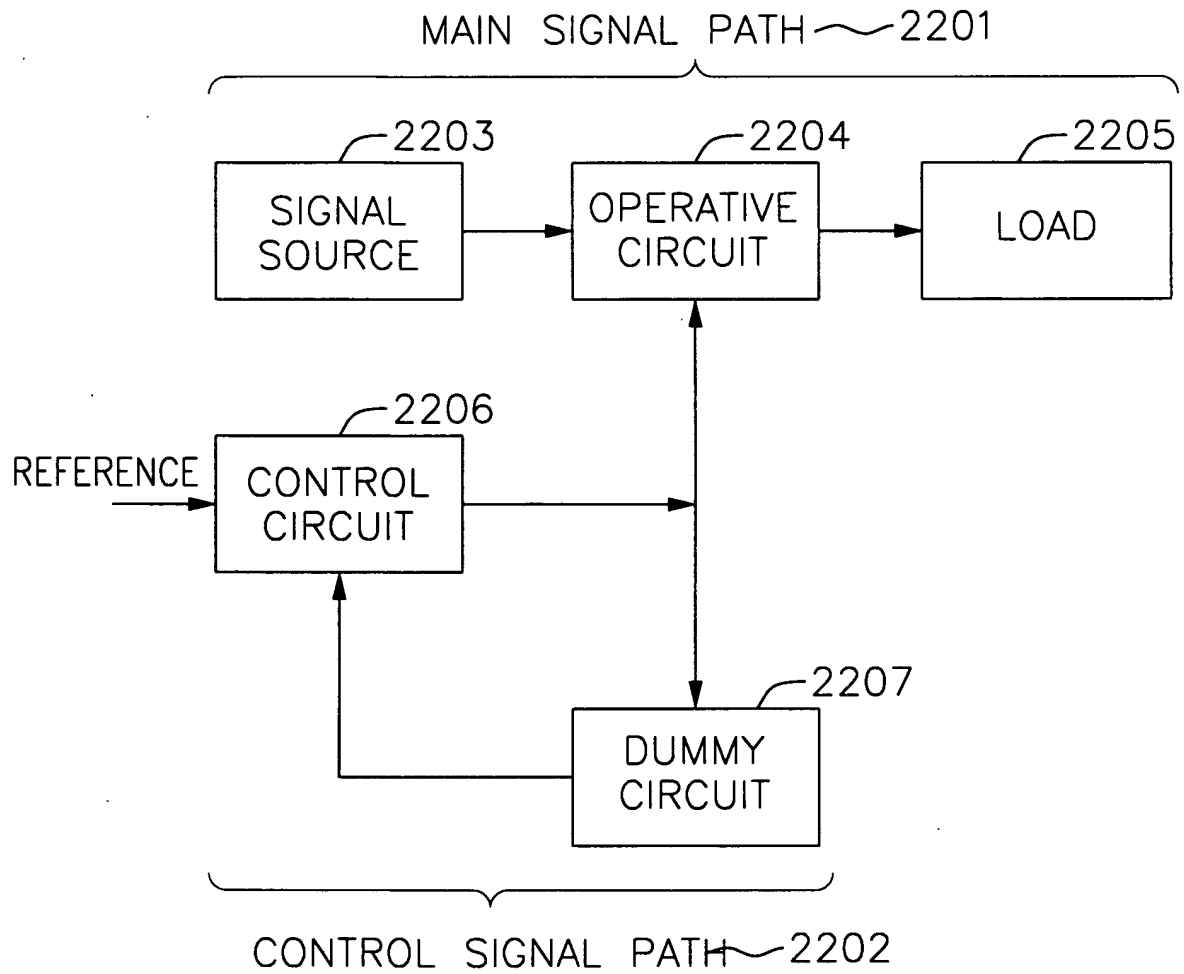 MAIN SIGNAL PATH 2201
2203
2204
2205
SIGNAL
SOURCE
OPERATIVE
CIRCUIT
LOAD
2206
REFERENCE
CONTROL
CIRCUIT
2207
DUMMY
CIRCUIT
CONTROL SIGNAL PATH 2202